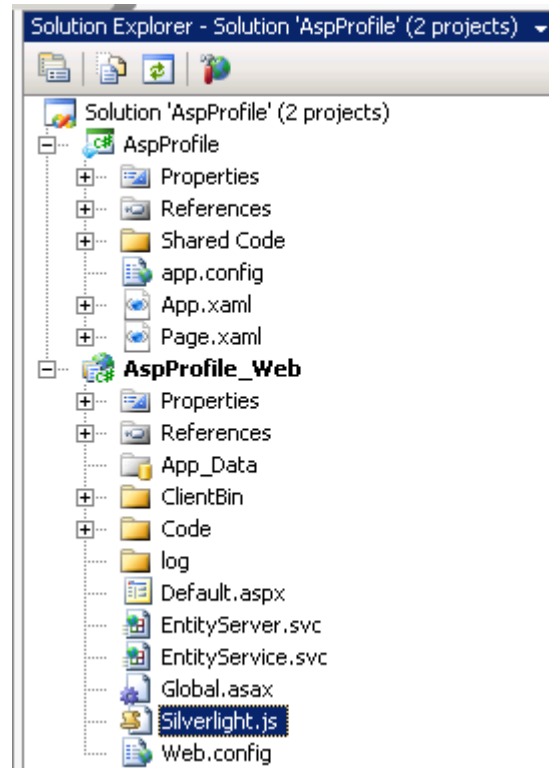 Solution Explorer - Solution 'AspProfile' (2 projects)
Solution 'AspProfile' (2 projects)
AspProfile
Properties
References
Shared Code
app.config
App.xaml
Page.xaml
AspProfile_Web
Properties
References
App_Data
ClientBin
Code
log
Default.aspx
EntityServer.svc
EntityService.svc
Global.asax
Silverlight.js
Web.config